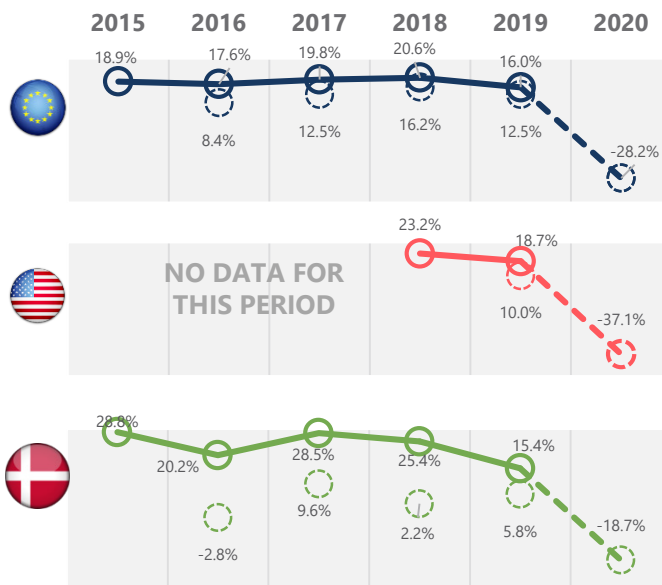 2015 2016 2017 2018 2019 2020
18.9% 17.6% 19.8% 20.6% 16.0%
8.4% 12.5% 16.2% 12.5% -28.2%
23.2% 18.7%
NO DATA FOR
THIS PERIOD
10.0% -37.1%
28.8% 20.2% 28.5% 25.4% 15.4%
-2.8% 9.6% 2.2% 5.8% -18.7%